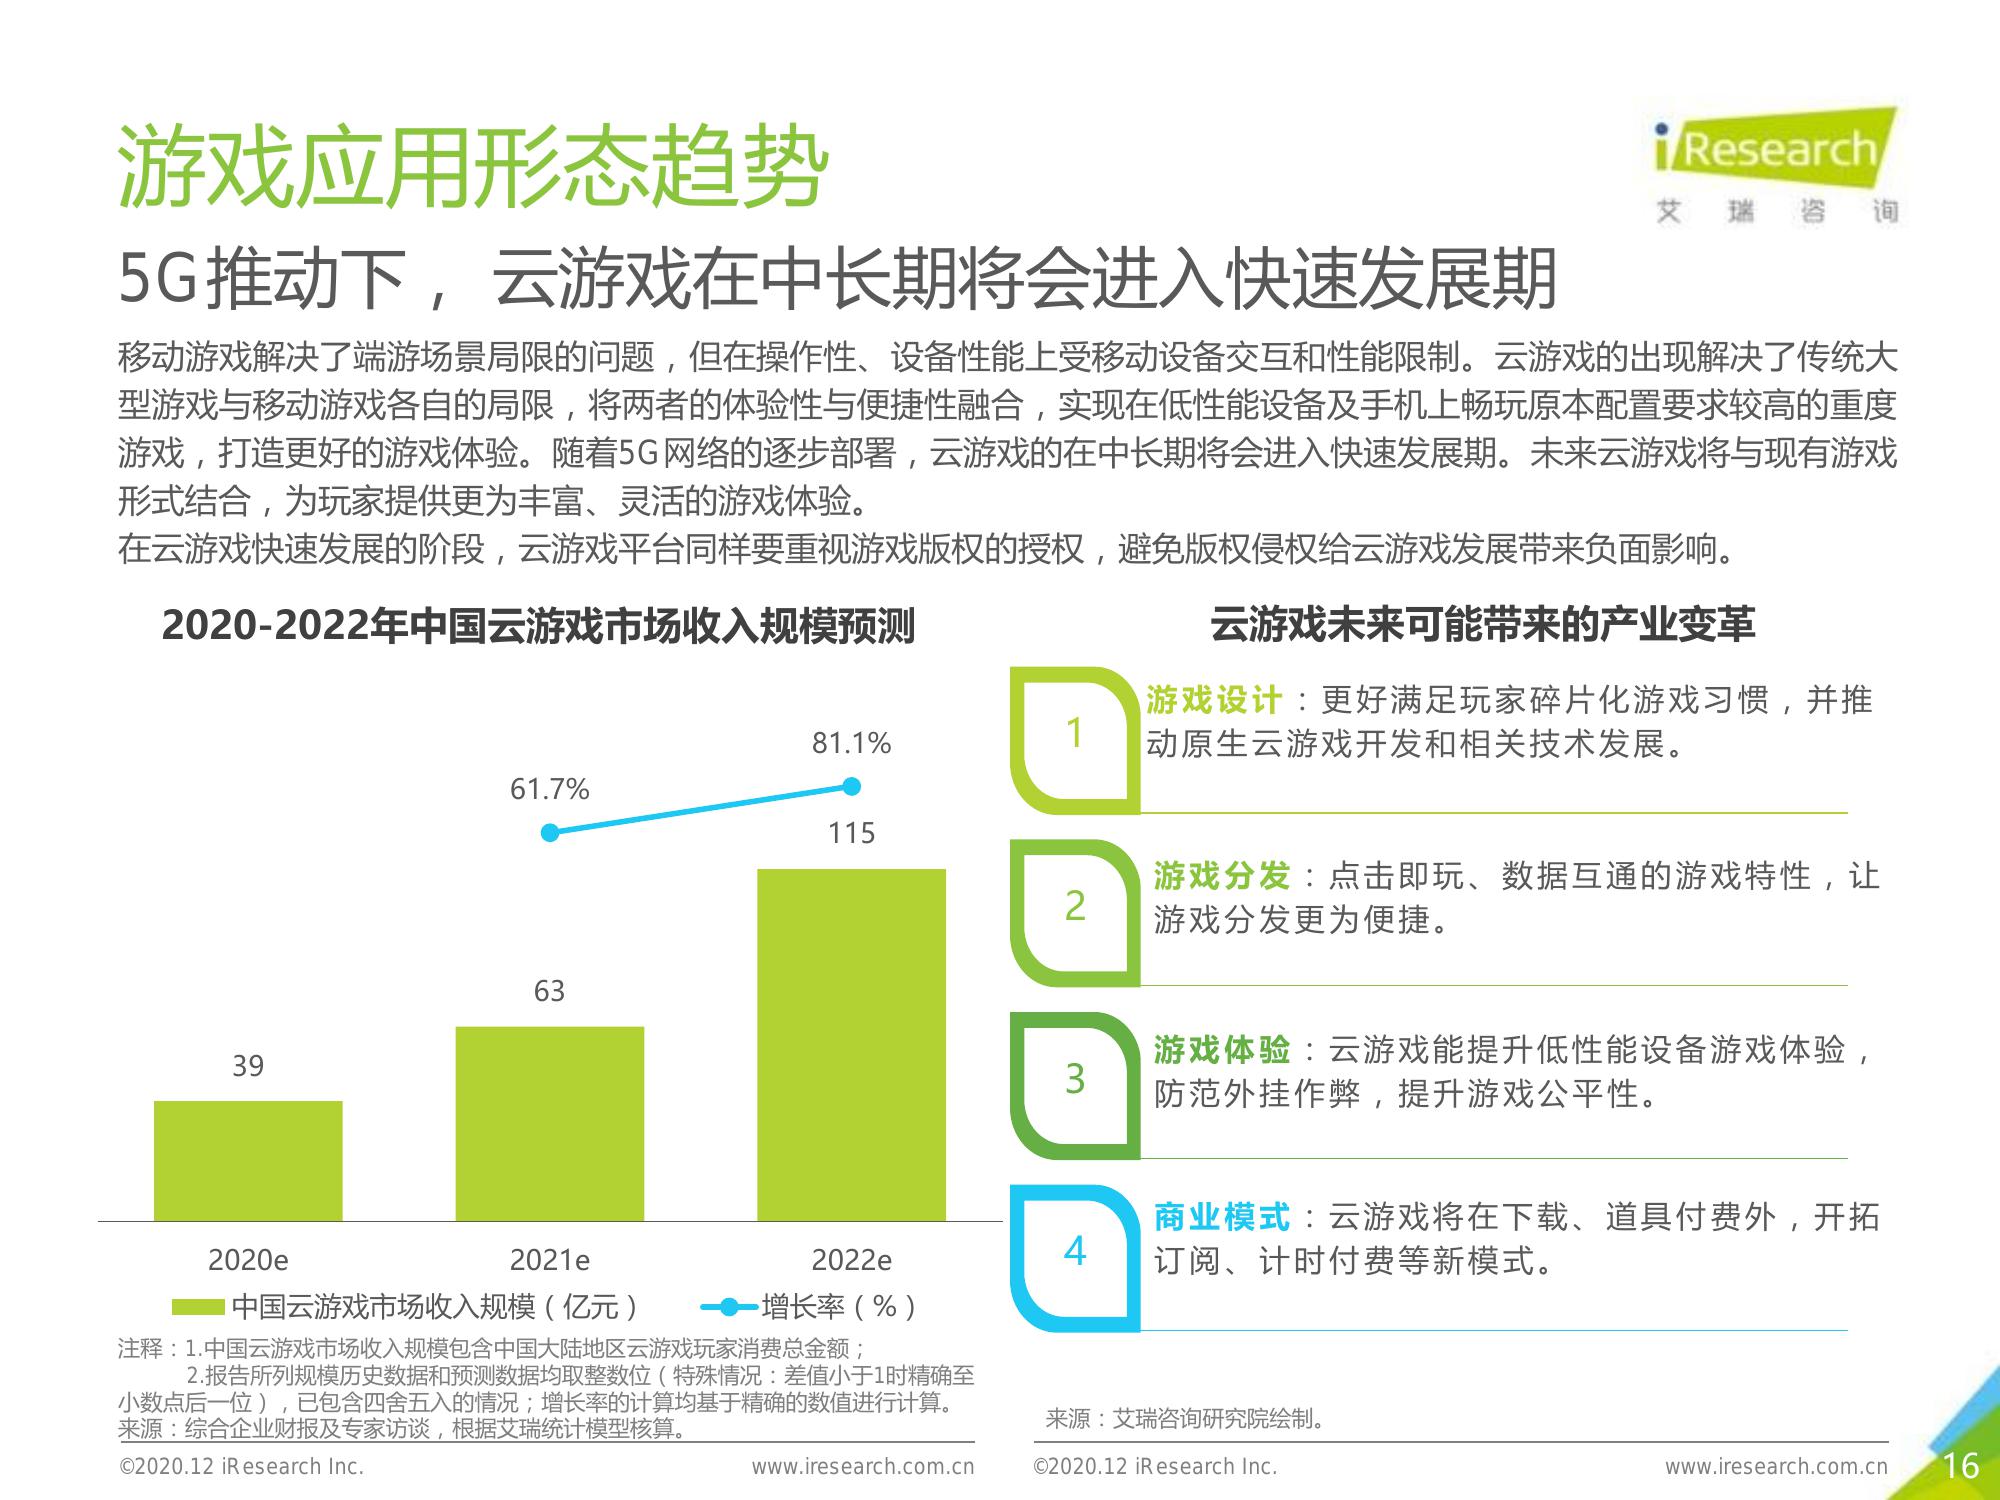 游戏应用形态趋势
iResearch
艾瑞咨询
5G推动下，云游戏在中长期将会进入快速发展期
移动游戏解决了端游场景局限的问题，但在操作性、设备性能上受移动设备交互和性能限制。云游戏的出现解决了传统大
型游戏与移动游戏各自的局限，将两者的体验性与便捷性融合，实现在低性能设备及手机上畅玩原本配置要求较高的重度
游戏，打造更好的游戏体验。随着5G网络的逐步部署，云游戏的在中长期将会进入快速发展期。未来云游戏将与现有游戏
形式结合，为玩家提供更为丰富、灵活的游戏体验。
在云游戏快速发展的阶段，云游戏平台同样要重视游戏版权的授权，避免版权侵权给云游戏发展带来负面影响。
2020-2022年中国云游戏市场收入规模预测
81.1%
61.7%
115
63
39
2020e 2021e 2022e
中国云游戏市场收入规模（亿元） 增长率（%）
注释：1.中国云游戏市场收入规模包含中国大陆地区云游戏玩家消费总金额；
2.报告所列规模历史数据和预测数据均取整数位（特殊情况：差值小于1时精确至
小数点后一位），已包含四舍五入的情况；增长率的计算均基于精确的数值进行计算。
来源：综合企业财报及专家访谈，根据艾瑞统计模型核算。
©2020.12 iResearch Inc. www.iresearch.com.cn
云游戏未来可能带来的产业变革
1
游戏设计：更好满足玩家碎片化游戏习惯，并推
动原生云游戏开发和相关技术发展。
2
游戏分发：点击即玩、数据互通的游戏特性，让
游戏分发更为便捷。
3
游戏体验：云游戏能提升低性能设备游戏体验，
防范外挂作弊，提升游戏公平性。
4
商业模式：云游戏将在下载、道具付费外，开拓
订阅、计时付费等新模式。
来源：艾瑞咨询研究院绘制。
©2020.12 iResearch Inc. www.iresearch.com.cn
16